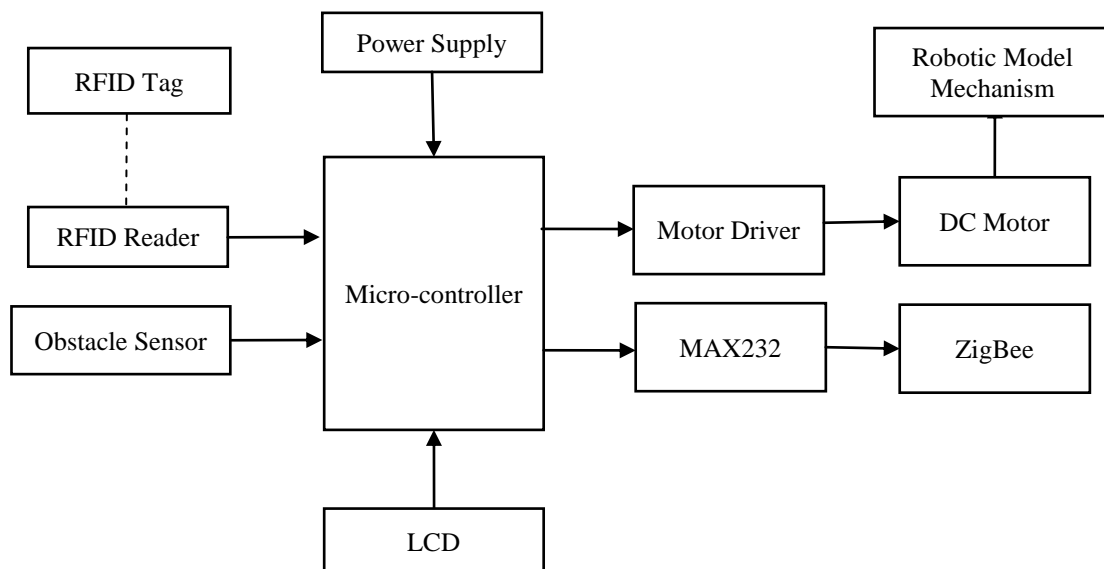 Power Supply
RFID Tag
Robotic Model
Mechanism
RFID Reader
Motor Driver
DC Motor
Micro-controller
Obstacle Sensor
MAX232
ZigBee
LCD